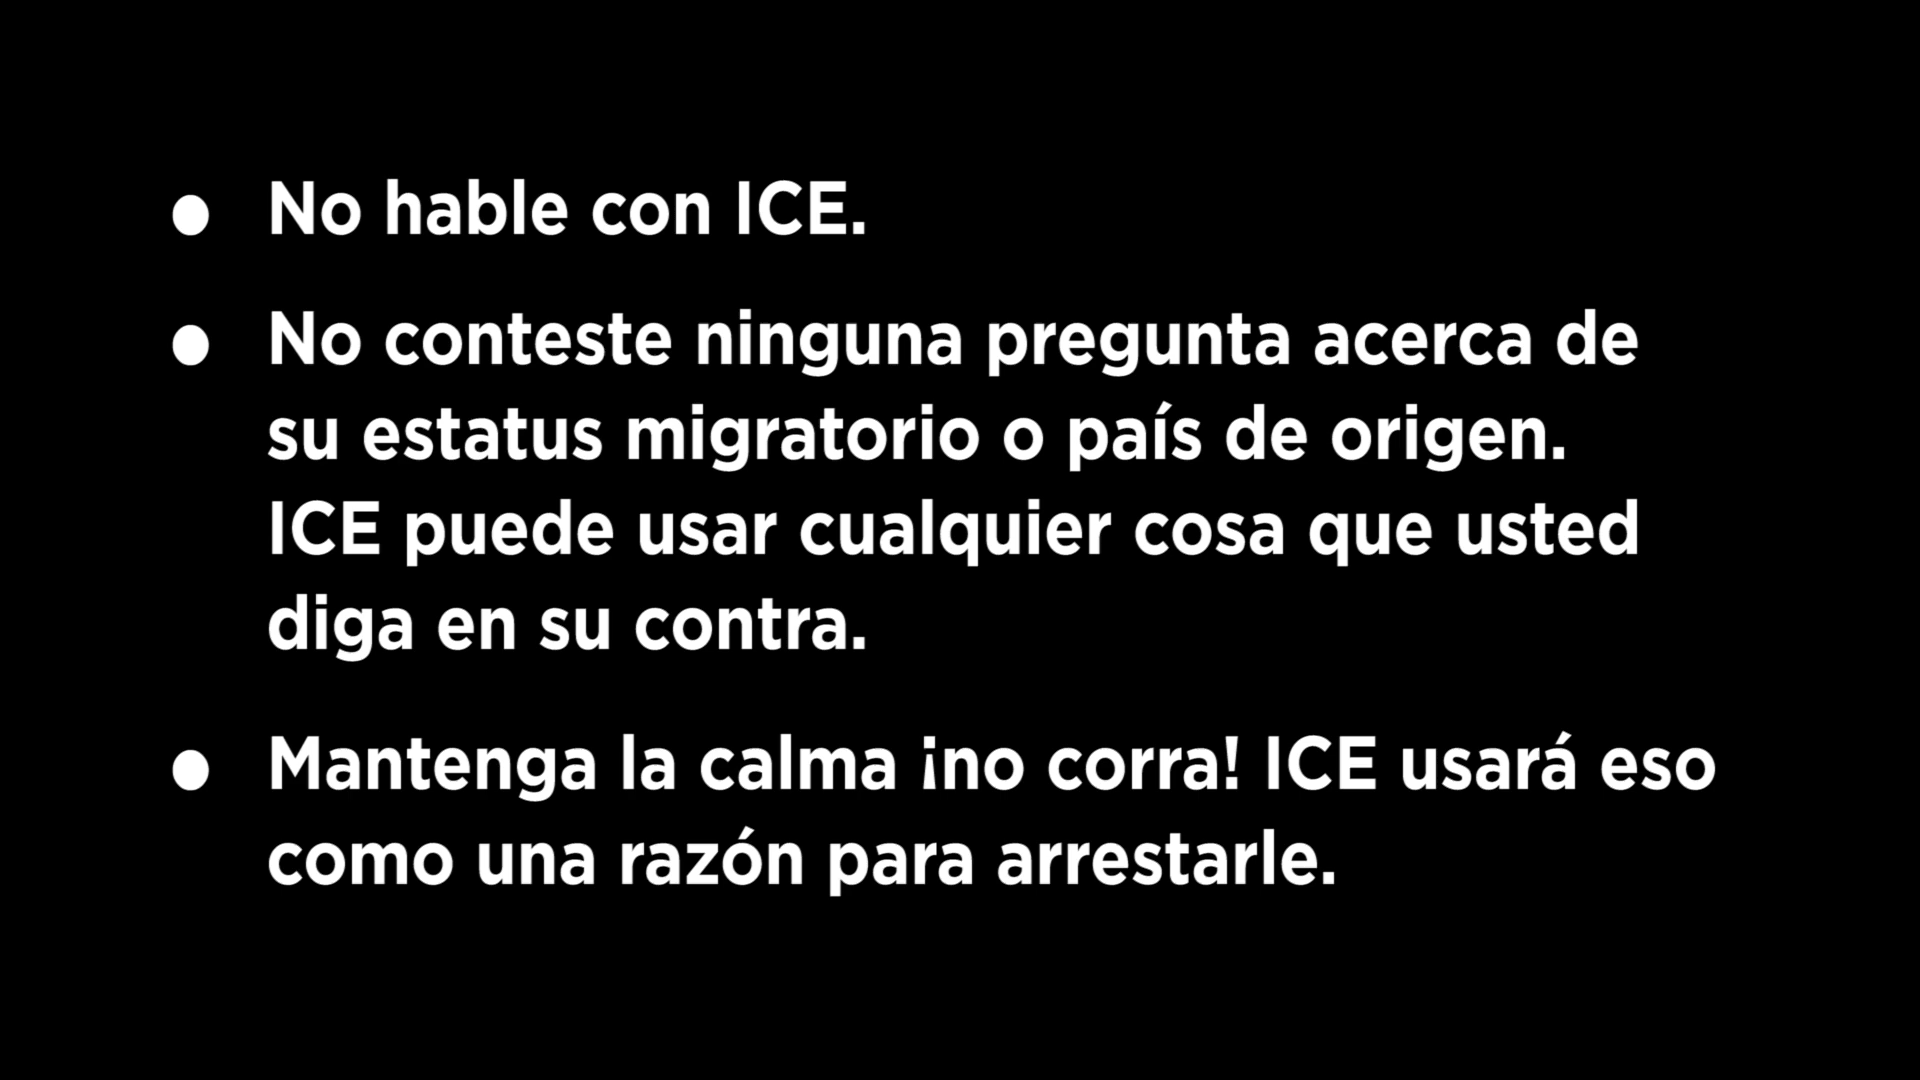 • No hable con ICE.
• No conteste ninguna pregunta acerca de
su estatus migratorio o país de origen.
ICE puede usar cualquier cosa que usted
diga en su contra.
• Mantenga la calma ¡no corra! ICE usará eso
como una razón para arrestarle.